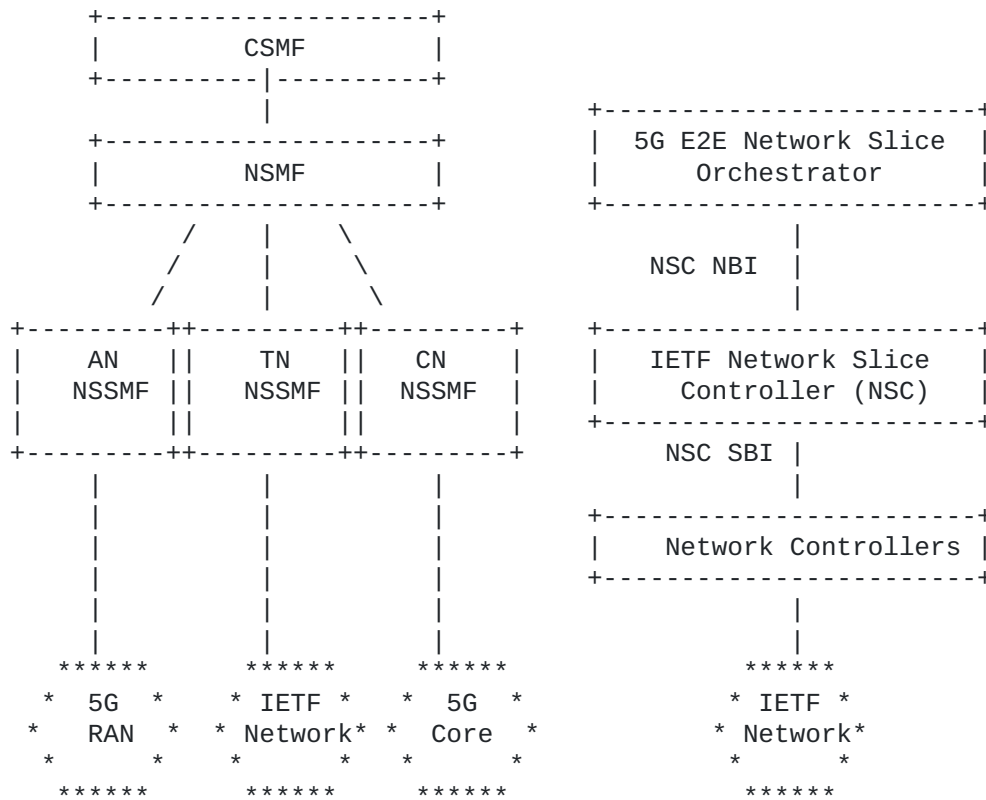 CSMF
NSMF
5G E2E Network Slice
Orchestrator
NSC NBI
AN TN CN
NSSMF NSSMF NSSMF
IETF Network Slice
Controller (NSC)
NSC SBI
Network Controllers
5G IETF 5G IETF
RAN Network Core Network